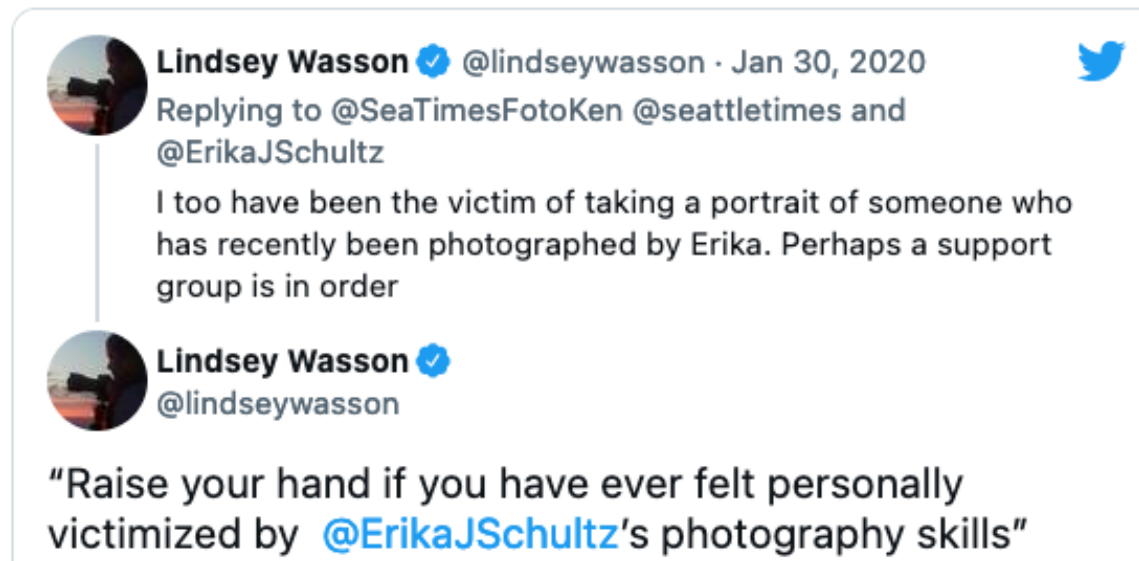 Lindsey Wasson @lindseywasson · Jan 30, 2020
Replying to @SeaTimesFotoKen @seattletimes and
@ErikaJSchultz
I too have been the victim of taking a portrait of someone who
has recently been photographed by Erika. Perhaps a support
group is in order
Lindsey Wasson
@lindseywasson
“Raise your hand if you have ever felt personally
victimized by @ErikaJSchultz’s photography skills”